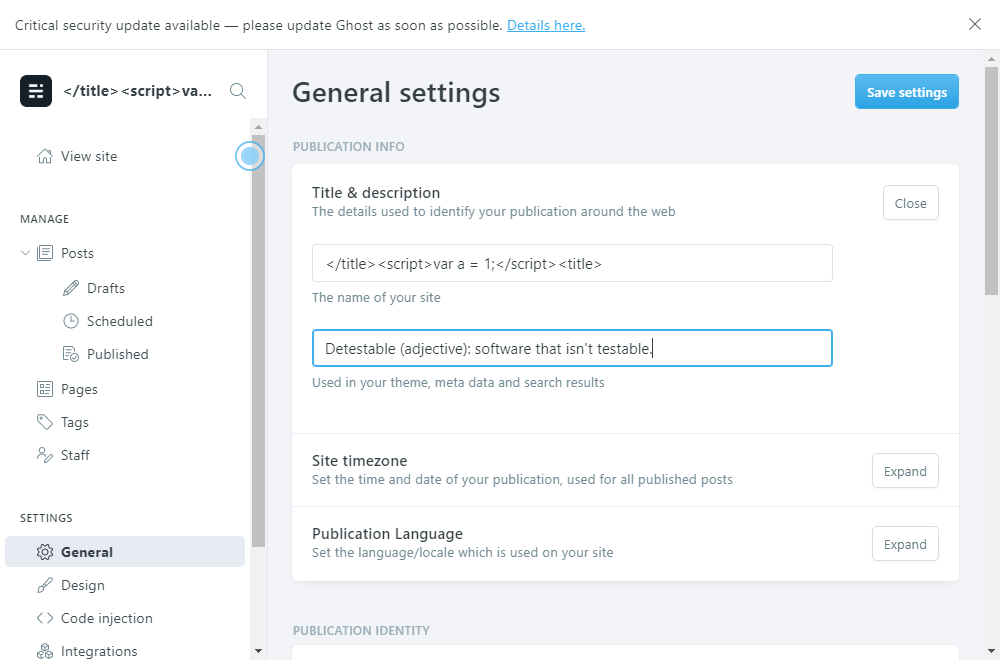 Critical security update available — please update Ghost as soon as possible. Details here.
</title><script>va...
View site
MANAGE
Posts
Drafts
Scheduled
Published
Pages
Tags
Staff
SETTINGS
General
Design
Code injection
Integrations
General settings
Save settings
PUBLICATION INFO
Title & description
The details used to identify your publication around the web
Close
</title><script>var a = 1;</script><title>
The name of your site
Detestable (adjective): software that isn't testable.
Used in your theme, meta data and search results
Site timezone
Set the time and date of your publication, used for all published posts
Expand
Publication Language
Set the language/locale which is used on your site
Expand
PUBLICATION IDENTITY